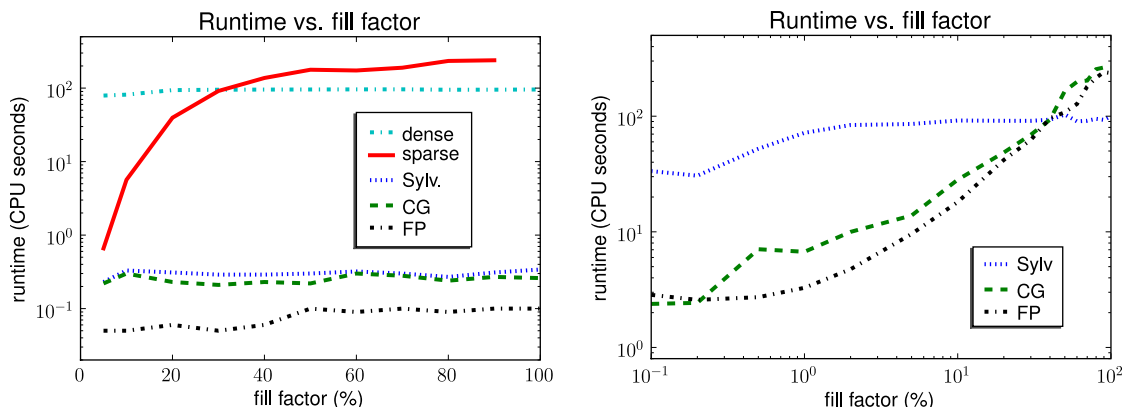 Runtime vs. fill factor
runtime (CPU seconds)
10^2
10^1
10^0
10^-1
dense
sparse
Sylv.
CG
FP
0
20
40
60
80
100
fill factor (%)
Runtime vs. fill factor
runtime (CPU seconds)
10^2
10^1
10^0
Sylv
CG
FP
10^-1
10^0
10^1
10^2
fill factor (%)